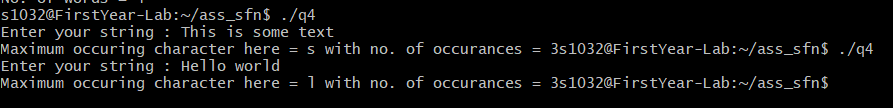 s1032@FirstYear-Lab:~/ass_sfn$ ./q4
Enter your string : This is some text
Maximum occuring character here = s with no. of occurances = 3s1032@FirstYear-Lab:~/ass_sfn$ ./q4
Enter your string : Hello world
Maximum occuring character here = l with no. of occurances = 3s1032@FirstYear-Lab:~/ass_sfn$